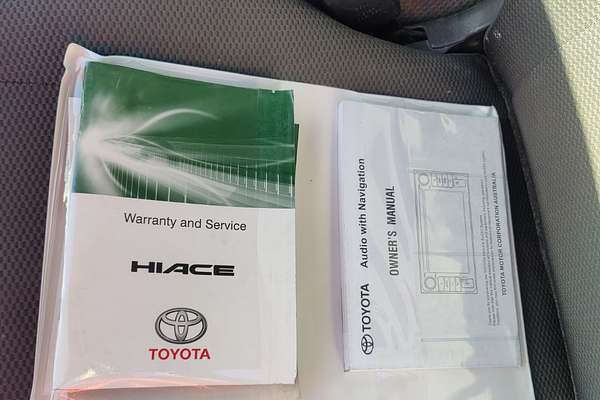 Warranty and Service
HIACE
TOYOTA
TOYOTA
Audio with Navigation
OWNER'S MANUAL
TOYOTA MOTOR CORPORATION AUSTRALIA